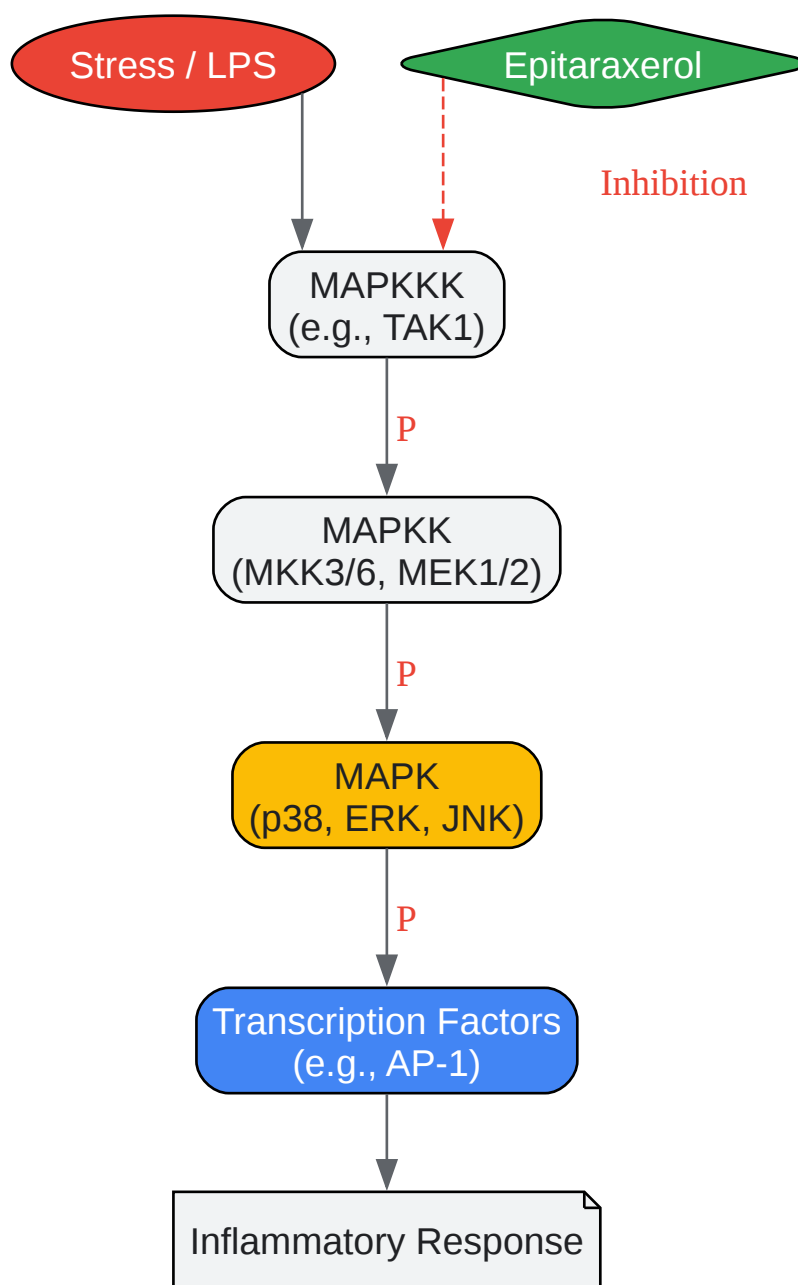 Stress / LPS
Epitaraxerol
Inhibition
MAPKKK
(e.g., TAK1)
P
MAPKK
(MKK3/6, MEK1/2)
P
MAPK
(p38, ERK, JNK)
P
Transcription Factors
(e.g., AP-1)
Inflammatory Response